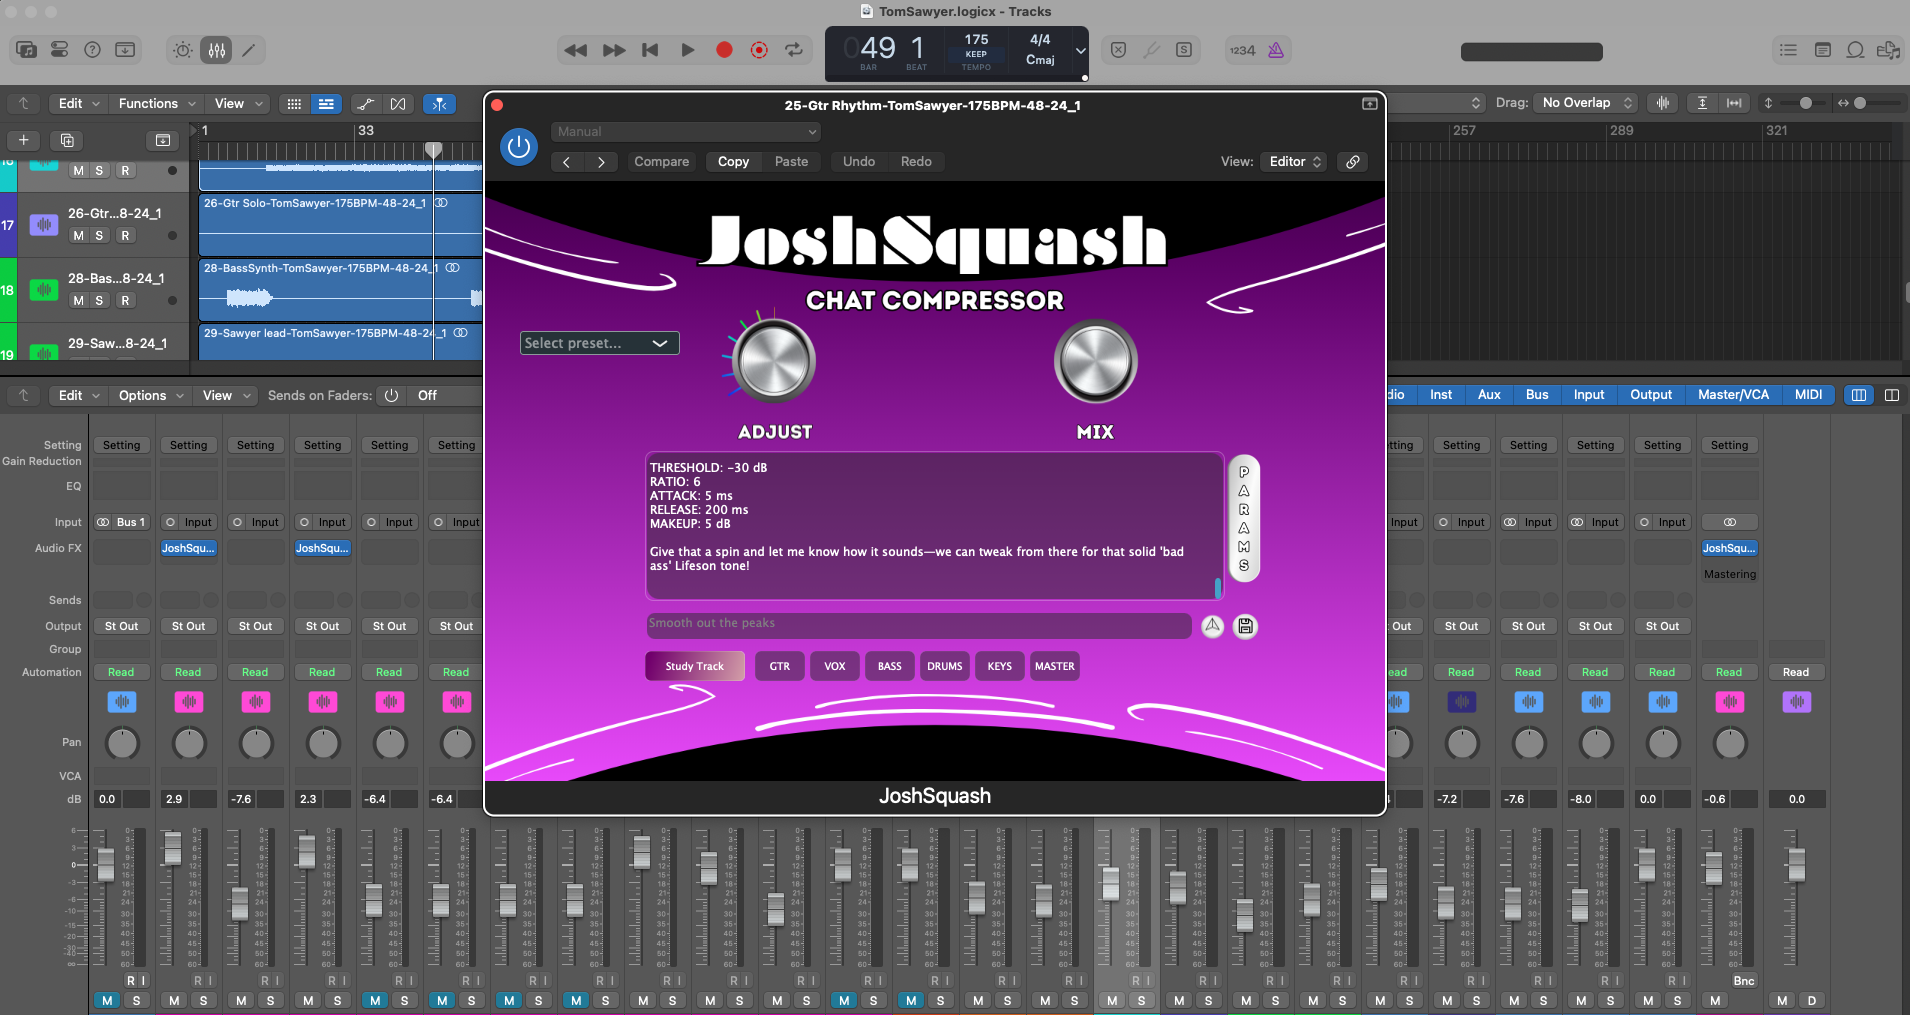 TomSawyer.logicx - Tracks
049 1
BAR BEAT
175
KEEP
TEMPO
4/4
Cmaj
1234
Edit Functions View
Drag: No Overlap
1 33 257 289 321
M S R
17 26-Gtr...8-24_1
M S R
26-Gtr Solo-TomSawyer-175BPM-48-24_1
18 28-Bas...8-24_1
M S R
28-BassSynth-TomSawyer-175BPM-48-24_1
19 29-Saw...8-24_1
29-Sawyer lead-TomSawyer-175BPM-48-24_1
25-Gtr Rhythm-TomSawyer-175BPM-48-24_1
Manual
Compare Copy Paste Undo Redo
View: Editor
JoshSquash
CHAT COMPRESSOR
Select preset...
ADJUST MIX
THRESHOLD: -30 dB
RATIO: 6
ATTACK: 5 ms
RELEASE: 200 ms
MAKEUP: 5 dB
Give that a spin and let me know how it sounds—we can tweak from there for that solid 'bad
ass' Lifeson tone!
PARAMS
Smooth out the peaks
Study Track GTR VOX BASS DRUMS KEYS MASTER
JoshSquash
Edit Options View Sends on Faders: Off
dio Inst Aux Bus Input Output Master/VCA MIDI
Setting Setting Setting Setting Setting Setting Setting tting Setting Setting Setting Setting Setting
Gain Reduction
EQ
Input Bus 1 Input Input Input Input Input nput Input Input Input Input
Audio FX JoshSqu... JoshSqu... JoshSqu...
Mastering
Sends
Output St Out St Out St Out St Out St Out St Out Out St Out St Out St Out St Out
Group
Automation Read Read Read Read Read Read ead Read Read Read Read Read Read
Pan
VCA
dB 0.0 2.9 -7.6 2.3 -6.4 -6.4 -7.2 -7.6 -8.0 0.0 -0.6 0.0
R I
Bnc
M S M S M S M S M S M S M S M S M S M S M S M S M S M S M S M S M S M S M S M S M S M S M S M S M M D